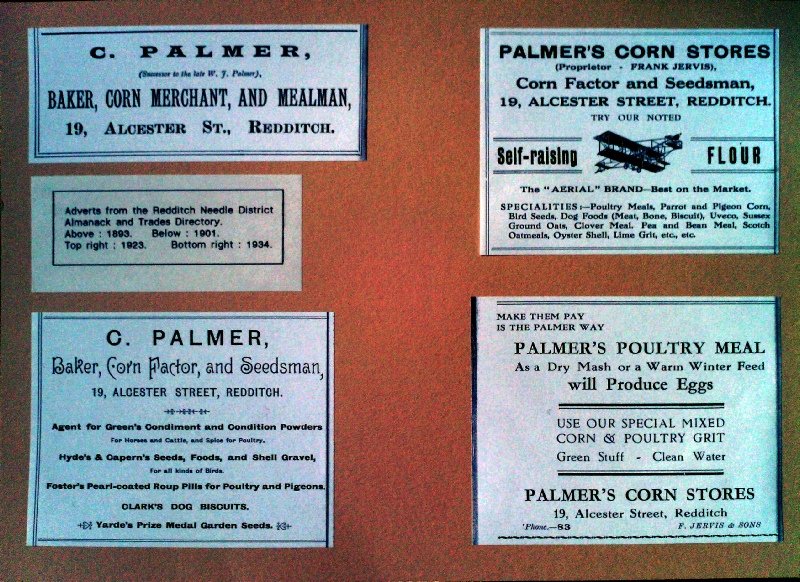 C. PALMER,
(Successor to the late W. J. Palmer),
BAKER, CORN MERCHANT, AND MEALMAN,
19, ALCESTER ST., REDDITCH.
Adverts from the Redditch Needle District
Almanack and Trades Directory.
Above : 1893. Below : 1901.
Top right : 1923. Bottom right : 1934.
C. PALMER,
Baker, Corn Factor, and Seedsman,
19, ALCESTER STREET, REDDITCH.
Agent for Green's Condiment and Condition Powders
For Horses and Cattle, and Spice for Poultry.
Hyde's & Capern's Seeds, Foods, and Shell Gravel,
For all kinds of Birds.
Foster's Pearl-coated Roup Pills for Poultry and Pigeons.
CLARK'S DOG BISCUITS.
Yarde's Prize Medal Garden Seeds.
PALMER'S CORN STORES
(Proprietor - FRANK JERVIS),
Corn Factor and Seedsman,
19, ALCESTER STREET, REDDITCH.
TRY OUR NOTED
Self-raising FLOUR
The "AERIAL" BRAND—Best on the Market.
SPECIALITIES:—Poultry Meals, Parrot and Pigeon Corn,
Bird Seeds, Dog Foods (Meat, Bone, Biscuit), Uveco, Sussex
Ground Oats, Clover Meal, Pea and Bean Meal, Scotch
Oatmeals, Oyster Shell, Lime Grit, etc., etc.
MAKE THEM PAY
IS THE PALMER WAY
PALMER'S POULTRY MEAL
As a Dry Mash or a Warm Winter Feed
will Produce Eggs
USE OUR SPECIAL MIXED
CORN & POULTRY GRIT
Green Stuff - Clean Water
PALMER'S CORN STORES
19, Alcester Street, Redditch
'Phone.—83 F. JERVIS & SONS